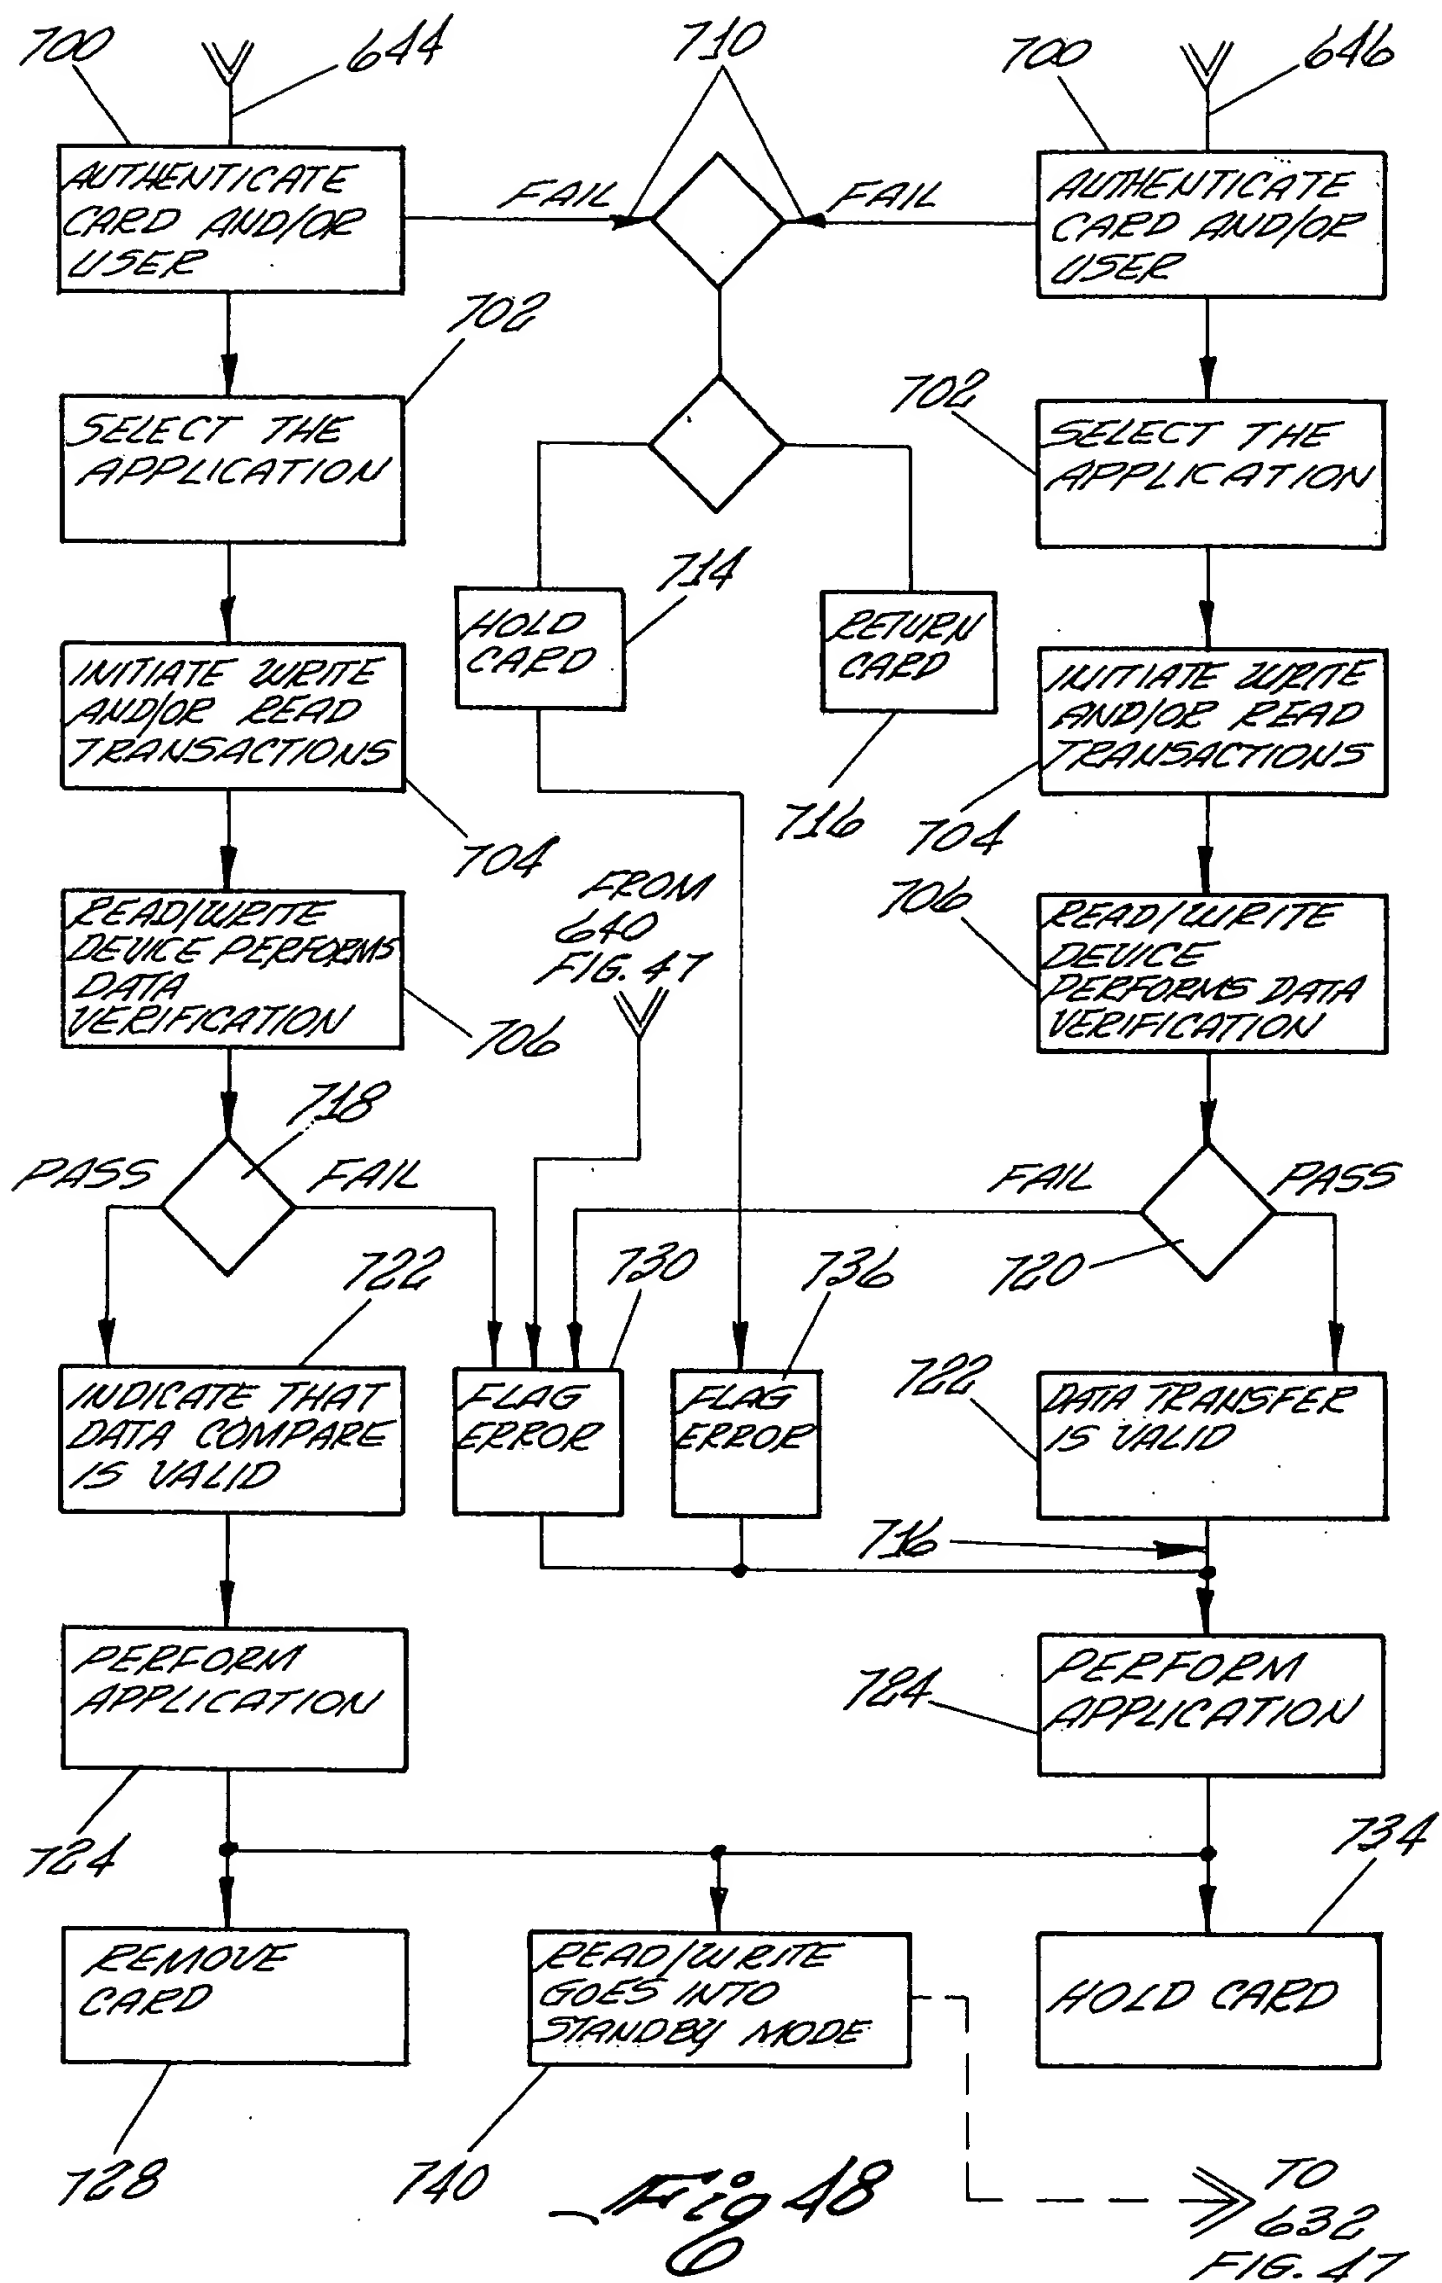 700
644
710
700
646
AUTHENTICATE
CARD AND/OR
USER
FAIL
FAIL
AUTHENTICATE
CARD AND/OR
USER
702
SELECT THE
APPLICATION
702
SELECT THE
APPLICATION
714
HOLD
CARD
RETURN
CARD
716
INITIATE WRITE
AND/OR READ
TRANSACTIONS
704
INITIATE WRITE
AND/OR READ
TRANSACTIONS
704
READ/WRITE
DEVICE PERFORMS
DATA
VERIFICATION
706
FROM
640
FIG. 47
706
READ/WRITE
DEVICE
PERFORMS DATA
VERIFICATION
718
PASS
FAIL
FAIL
PASS
720
722
730
736
722
INDICATE THAT
DATA COMPARE
IS VALID
FLAG
ERROR
FLAG
ERROR
DATA TRANSFER
IS VALID
716
PERFORM
APPLICATION
724
PERFORM
APPLICATION
724
734
REMOVE
CARD
READ/WRITE
GOES INTO
STANDBY MODE
HOLD CARD
728
740
Fig 48
TO
632
FIG. 47